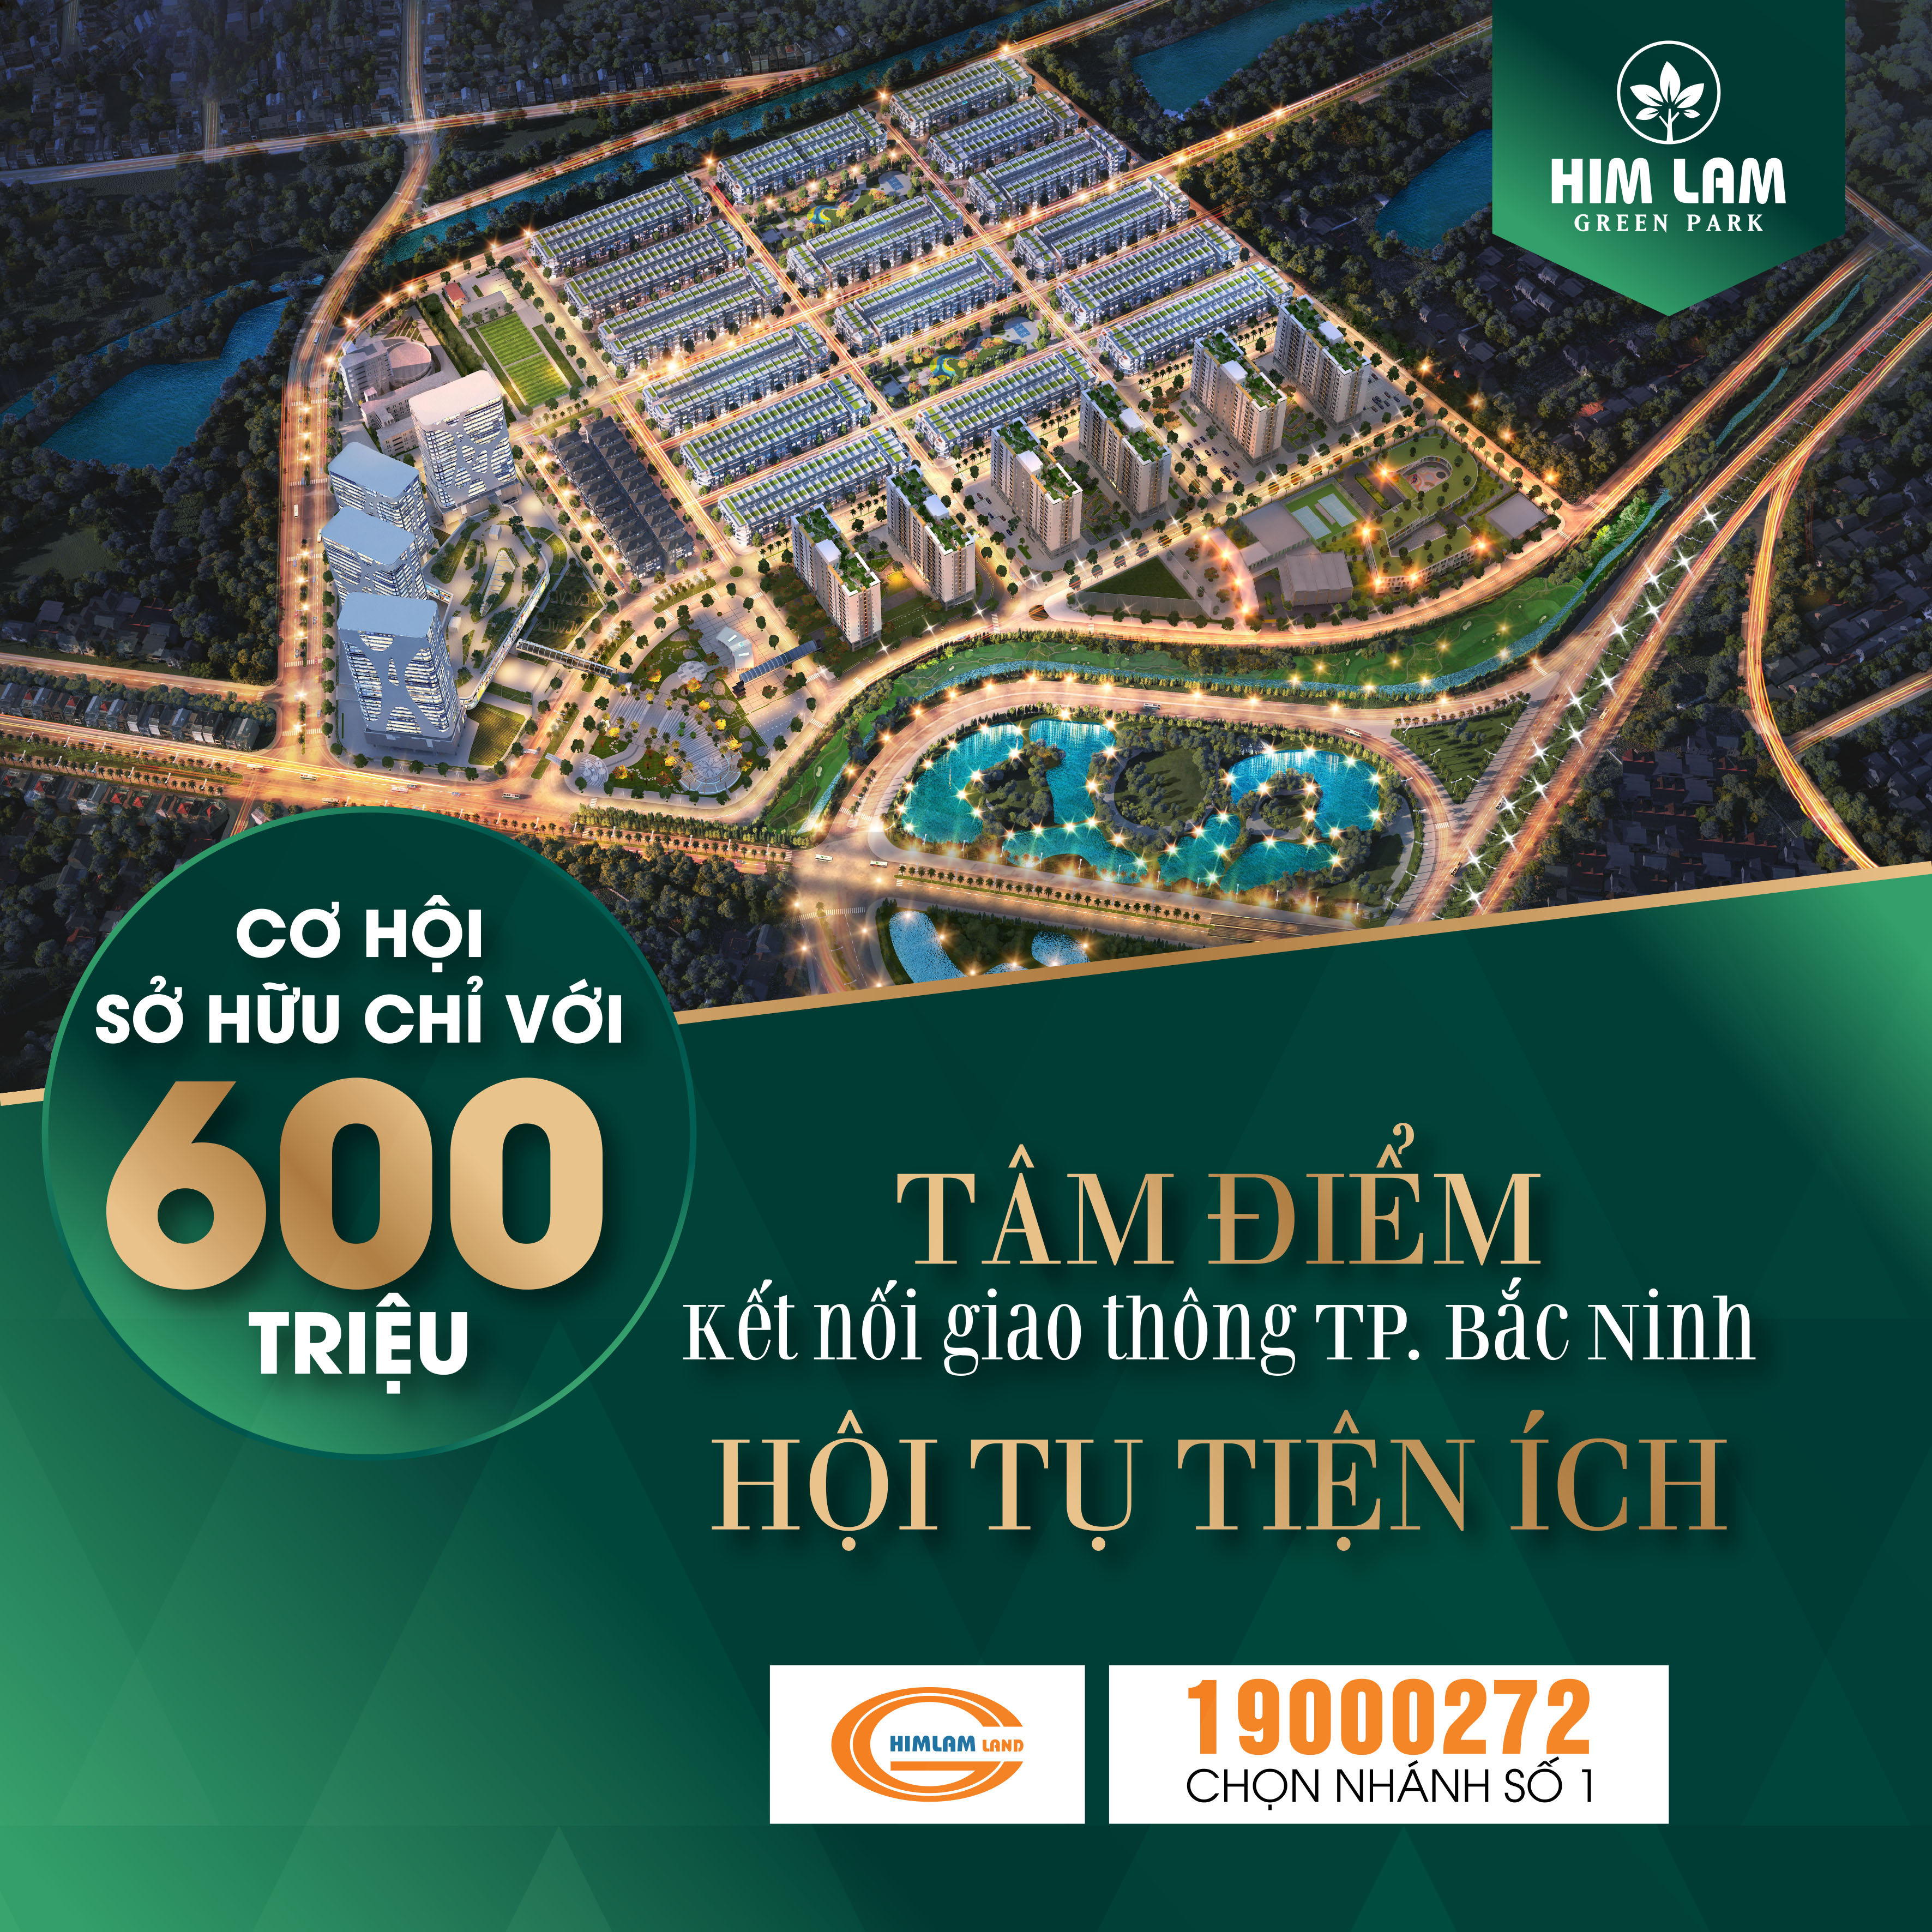 HIM LAM
GREEN PARK
CƠ HỘI
SỞ HỮU CHỈ VỚI
600
TRIỆU
TÂM ĐIỂM
Kết nối giao thông TP. Bắc Ninh
HỘI TỤ TIỆN ÍCH
HIMLAM LAND
19000272
CHỌN NHÁNH SỐ 1